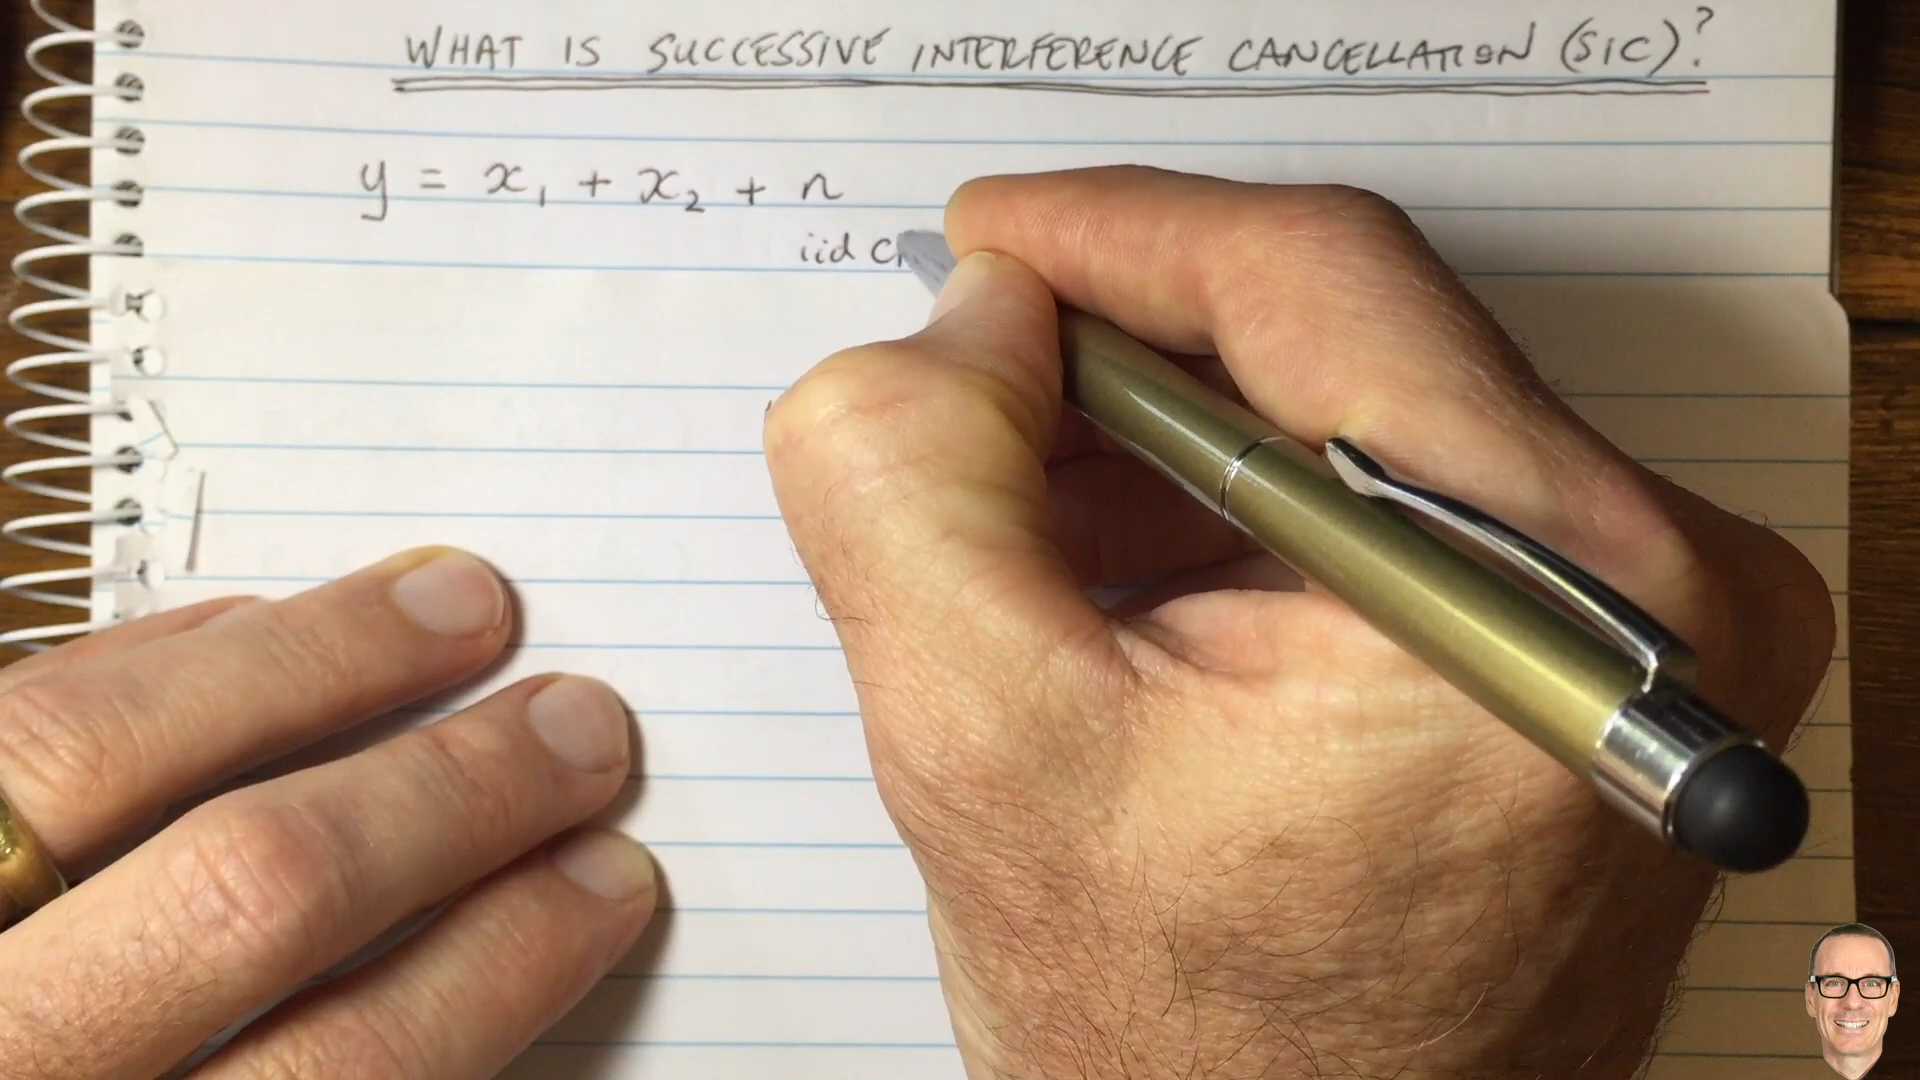 WHAT IS SUCCESSIVE INTERFERENCE CANCELLATION (SIC)?
y = x₁ + x₂ + n
iid